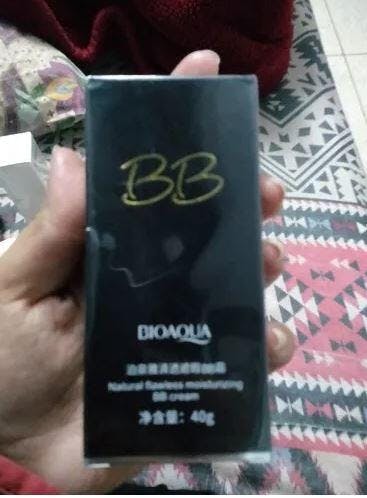 BB
BIOAQUA
Natural flawless moisturizing
BB cream
净含量：40g